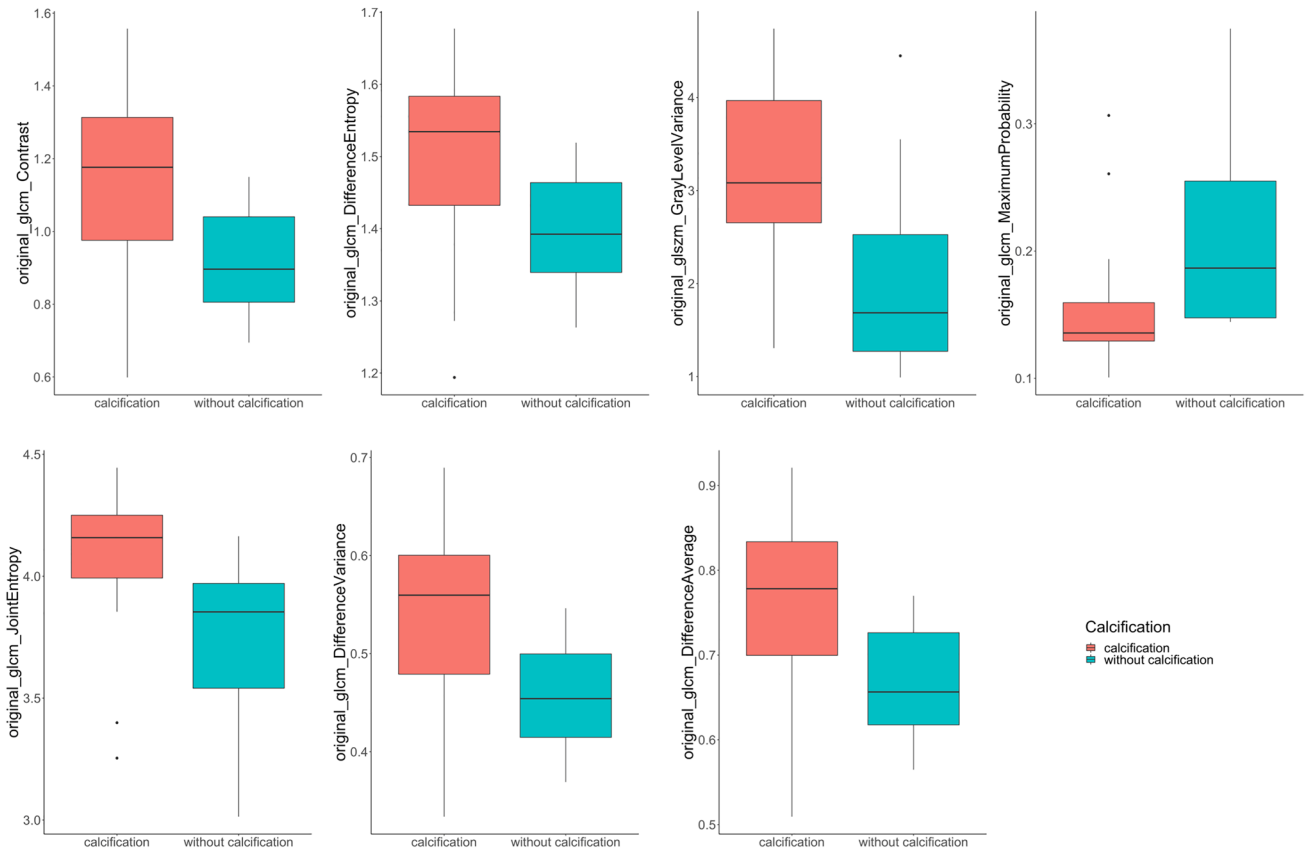 original_glcm_Contrast
1.6
1.4
1.2
1.0
0.8
0.6
calcification without calcification
original_glcm_DifferenceEntropy
1.7
1.6
1.5
1.4
1.3
1.2
calcification without calcification
original_glszm_GrayLevelVariance
4
3
2
1
calcification without calcification
original_glcm_MaximumProbability
0.3
0.2
0.1
calcification without calcification
original_glcm_JointEntropy
4.5
4.0
3.5
3.0
calcification without calcification
original_glcm_DifferenceVariance
0.7
0.6
0.5
0.4
calcification without calcification
original_glcm_DifferenceAverage
0.9
0.8
0.7
0.6
0.5
calcification without calcification
Calcification
calcification
without calcification